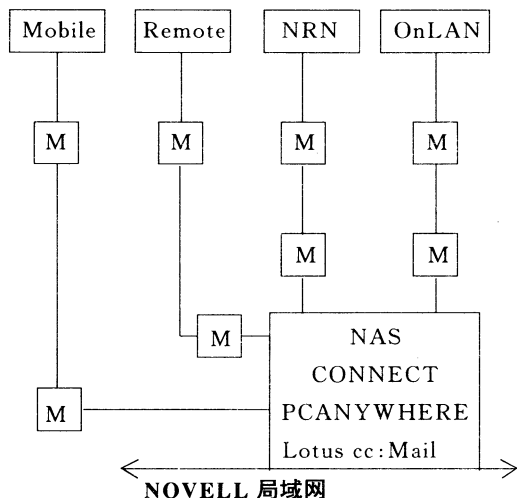 Mobile Remote NRN OnLAN
M M M M
M M
M NAS
CONNECT
M PCANYWHERE
Lotus cc:Mail
NOVELL 局域网